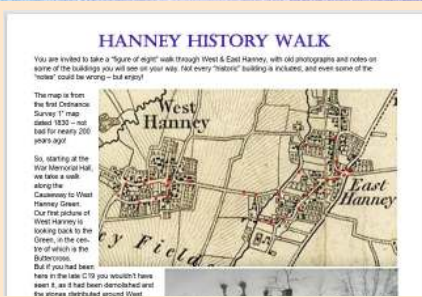 HANNEY HISTORY WALK
You are invited to take a "figure of eight" walk through West & East Hanney, with old photographs and notes on
some of the buildings you will see on your way. Not every "historic" building is included, and even some of the
"notes" could be wrong – but enjoy!
The map is from
the first Ordnance
Survey 1" map
dated 1830 – not
bad for nearly 200
years ago!
So, starting at the
War Memorial Hall,
we take a walk
along the
Causeway to West
Hanney Green.
Our first picture of
West Hanney is
looking back to the
Green, in the cen-
tre of which is the
Buttercross.
But if you had been
here in the late C19 you wouldn't have
seen it, as it had been demolished and
the stones distributed around West
West
Hanney
East
Hanney
ey Field